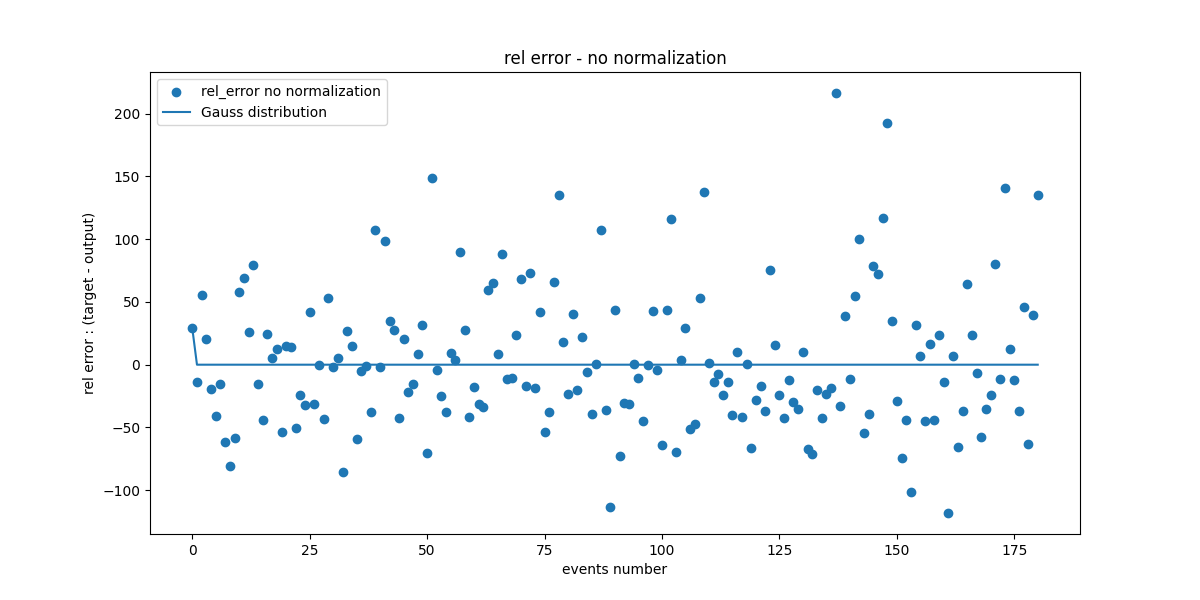 rel error - no normalization
rel_error no normalization
Gauss distribution
rel error : (target - output)
200
150
100
50
0
−50
−100
0 25 50 75 100 125 150 175
events number